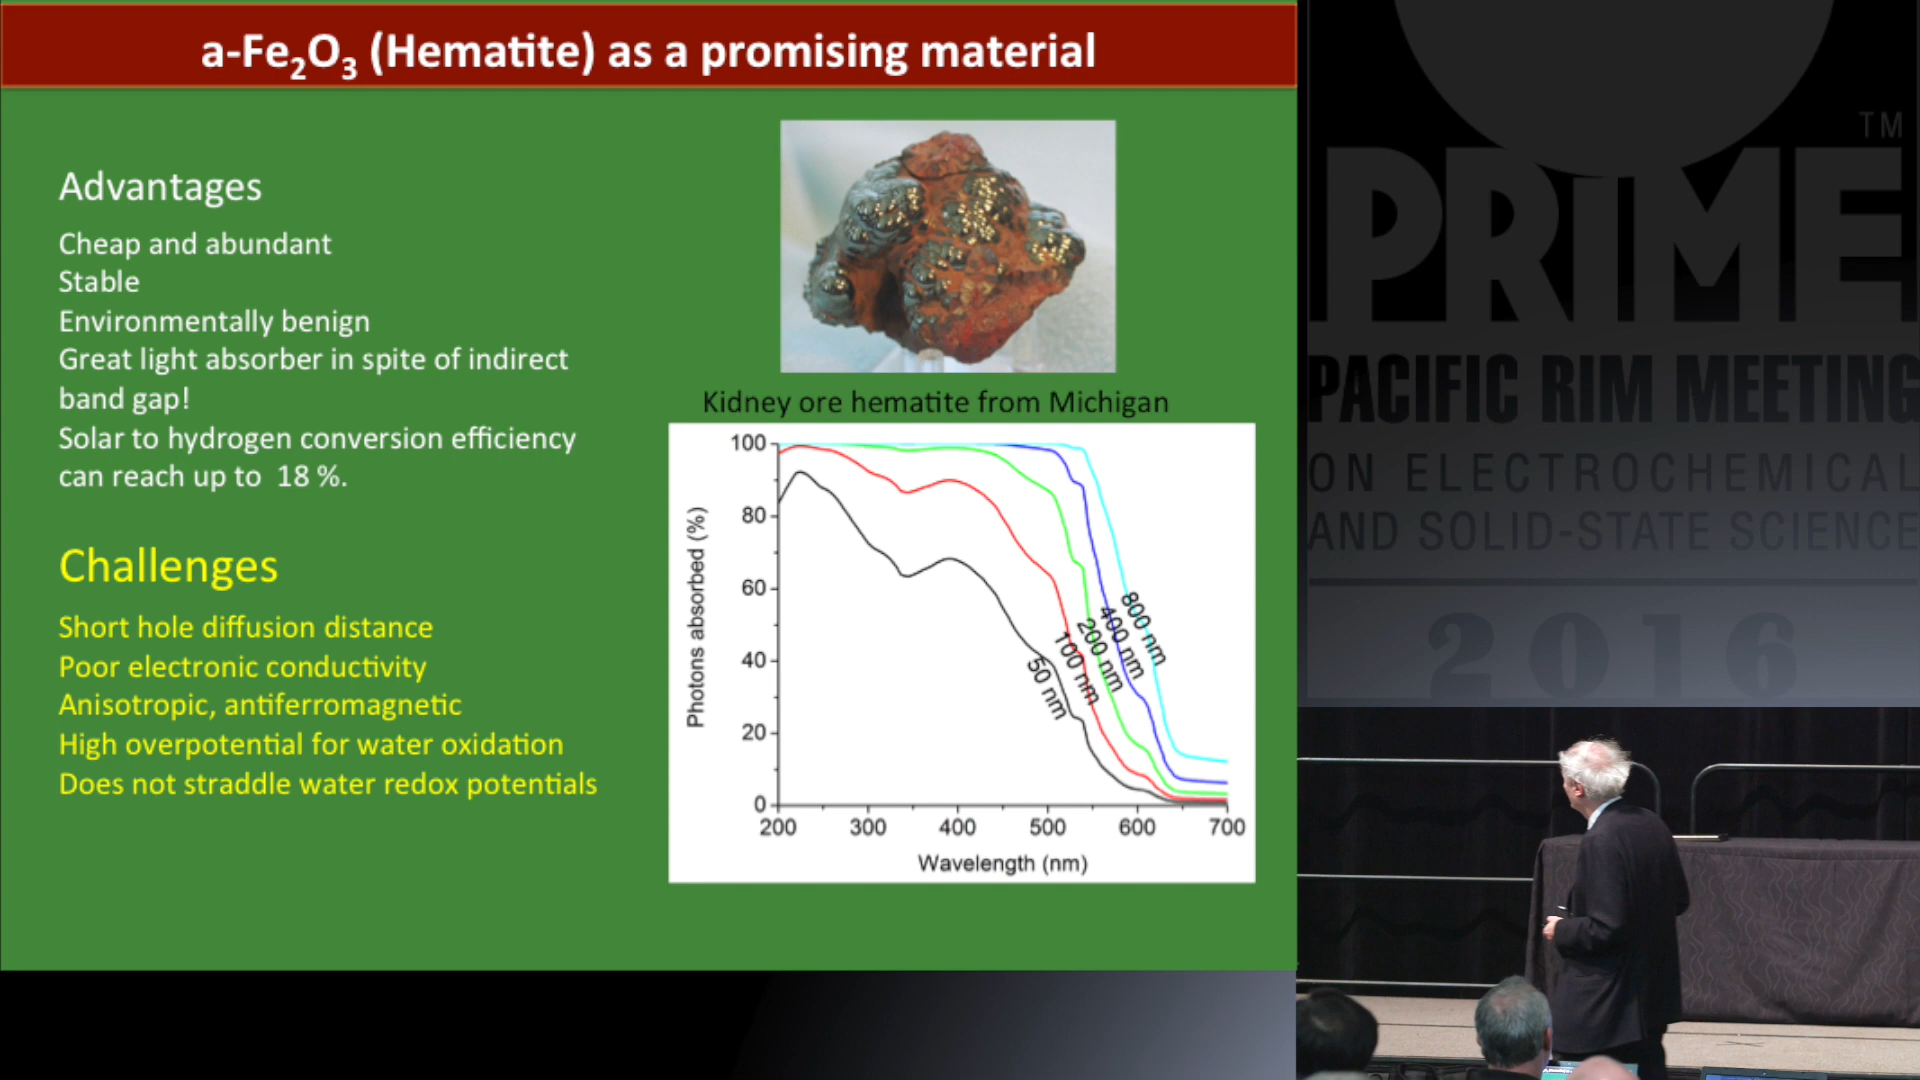 a-Fe₂O₃ (Hematite) as a promising material
Advantages
Cheap and abundant
Stable
Environmentally benign
Great light absorber in spite of indirect
band gap!
Solar to hydrogen conversion efficiency
can reach up to 18 %.
Challenges
Short hole diffusion distance
Poor electronic conductivity
Anisotropic, antiferromagnetic
High overpotential for water oxidation
Does not straddle water redox potentials
Kidney ore hematite from Michigan
100
80
60
40
20
0
Photons absorbed (%)
50 nm
100 nm
200 nm
400 nm
800 nm
200 300 400 500 600 700
Wavelength (nm)
TM
PRiME
PACIFIC RIM MEETING
ON ELECTROCHEMICAL
AND SOLID-STATE SCIENCE
2016